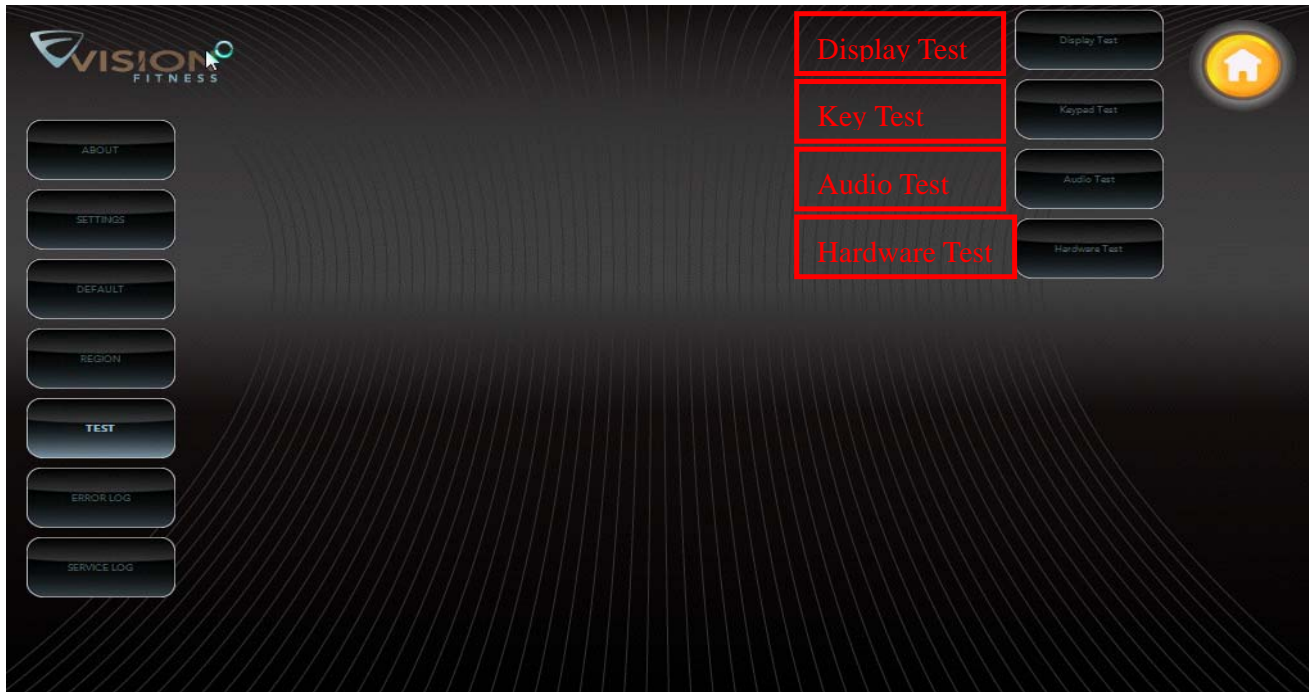 VISION
FITNESS
ABOUT
SETTINGS
DEFAULT
REGION
TEST
ERROR LOG
SERVICE LOG
Display Test
Display Test
Key Test
Keypad Test
Audio Test
Audio Test
Hardware Test
Hardware Test